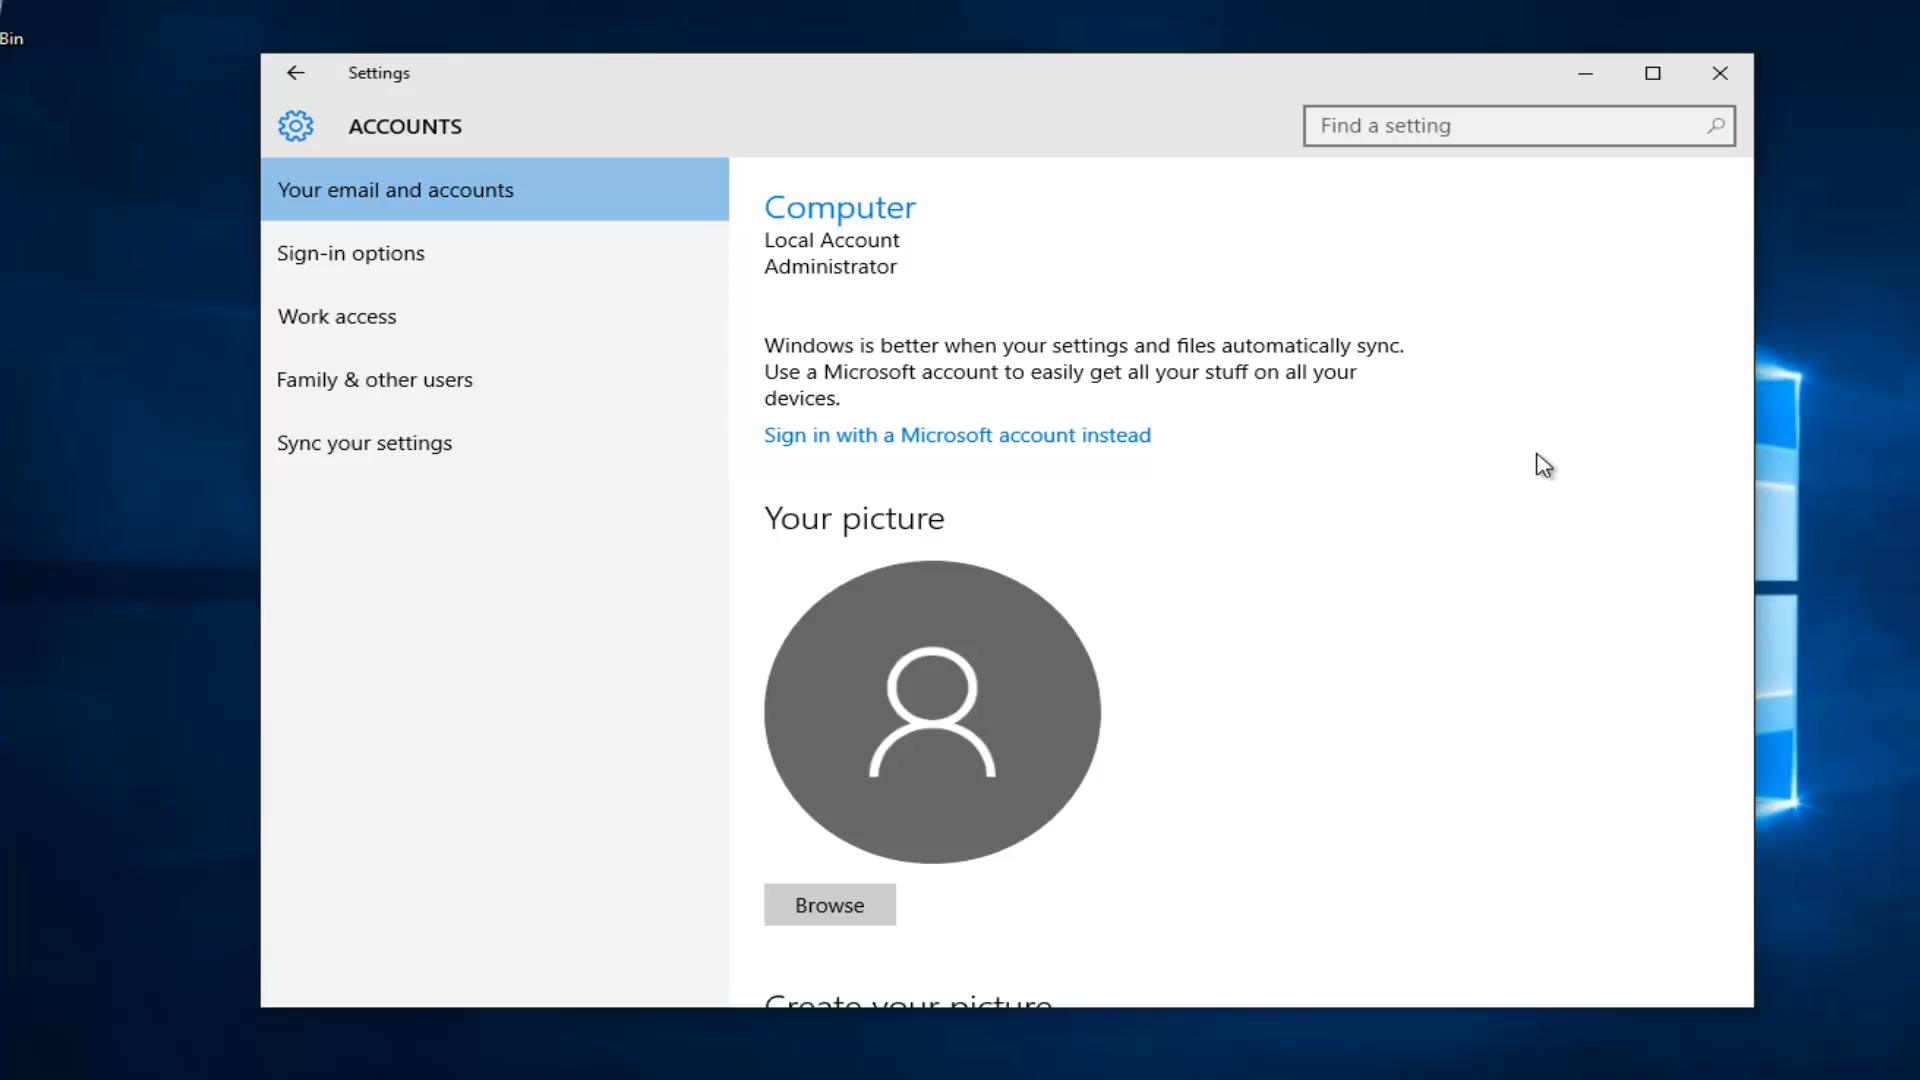 Bin
Settings
ACCOUNTS
Find a setting
Your email and accounts
Sign-in options
Work access
Family & other users
Sync your settings
Computer
Local Account
Administrator
Windows is better when your settings and files automatically sync.
Use a Microsoft account to easily get all your stuff on all your
devices.
Sign in with a Microsoft account instead
Your picture
Browse
Create your picture